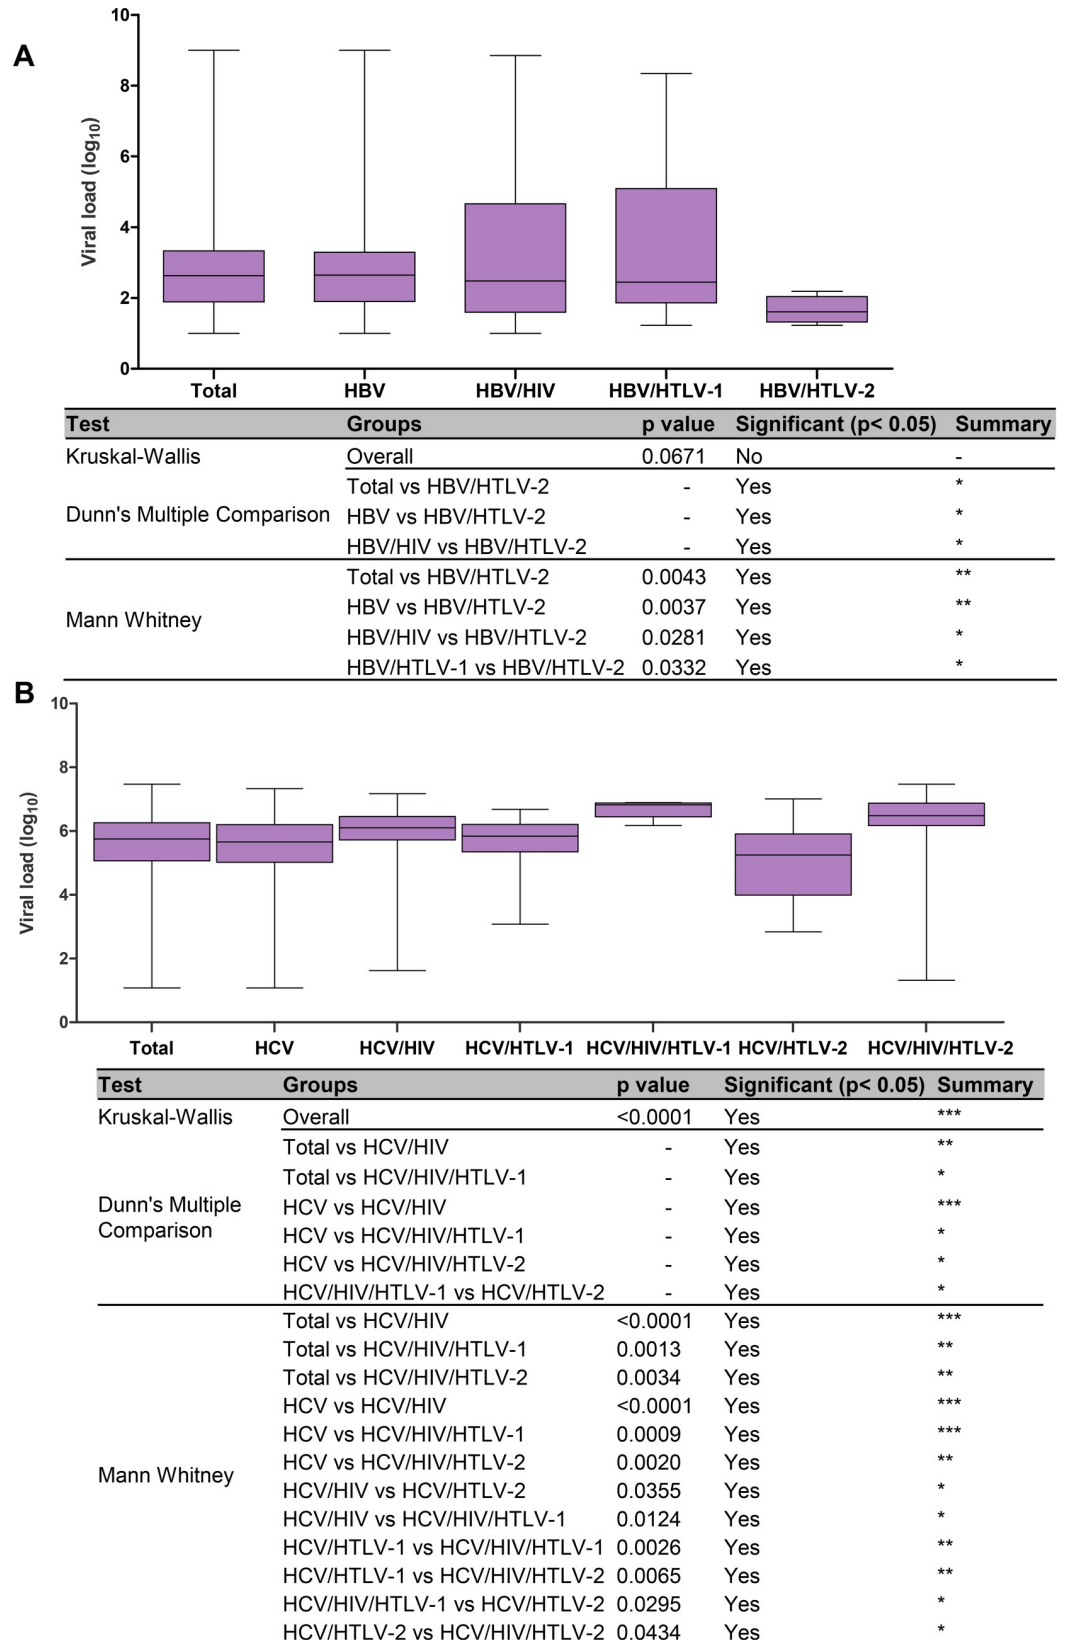 A
Viral load (log10)
10
8
6
4
2
0
Total HBV HBV/HIV HBV/HTLV-1 HBV/HTLV-2
Test Groups p value Significant (p< 0.05) Summary
Kruskal-Wallis Overall 0.0671 No -
Total vs HBV/HTLV-2 - Yes *
Dunn's Multiple Comparison HBV vs HBV/HTLV-2 - Yes *
HBV/HIV vs HBV/HTLV-2 - Yes *
Total vs HBV/HTLV-2 0.0043 Yes **
HBV vs HBV/HTLV-2 0.0037 Yes **
Mann Whitney
HBV/HIV vs HBV/HTLV-2 0.0281 Yes *
HBV/HTLV-1 vs HBV/HTLV-2 0.0332 Yes *
B
Viral load (log10)
10
8
6
4
2
0
Total HCV HCV/HIV HCV/HTLV-1 HCV/HIV/HTLV-1 HCV/HTLV-2 HCV/HIV/HTLV-2
Test Groups p value Significant (p< 0.05) Summary
Kruskal-Wallis Overall <0.0001 Yes ***
Total vs HCV/HIV - Yes **
Total vs HCV/HIV/HTLV-1 - Yes *
Dunn's Multiple HCV vs HCV/HIV - Yes ***
Comparison HCV vs HCV/HIV/HTLV-1 - Yes *
HCV vs HCV/HIV/HTLV-2 - Yes *
HCV/HIV/HTLV-1 vs HCV/HTLV-2 - Yes *
Total vs HCV/HIV <0.0001 Yes ***
Total vs HCV/HIV/HTLV-1 0.0013 Yes **
Total vs HCV/HIV/HTLV-2 0.0034 Yes **
HCV vs HCV/HIV <0.0001 Yes ***
HCV vs HCV/HIV/HTLV-1 0.0009 Yes ***
HCV vs HCV/HIV/HTLV-2 0.0020 Yes **
Mann Whitney
HCV/HIV vs HCV/HTLV-2 0.0355 Yes *
HCV/HIV vs HCV/HIV/HTLV-1 0.0124 Yes *
HCV/HTLV-1 vs HCV/HIV/HTLV-1 0.0026 Yes **
HCV/HTLV-1 vs HCV/HIV/HTLV-2 0.0065 Yes **
HCV/HIV/HTLV-1 vs HCV/HTLV-2 0.0295 Yes *
HCV/HTLV-2 vs HCV/HIV/HTLV-2 0.0434 Yes *